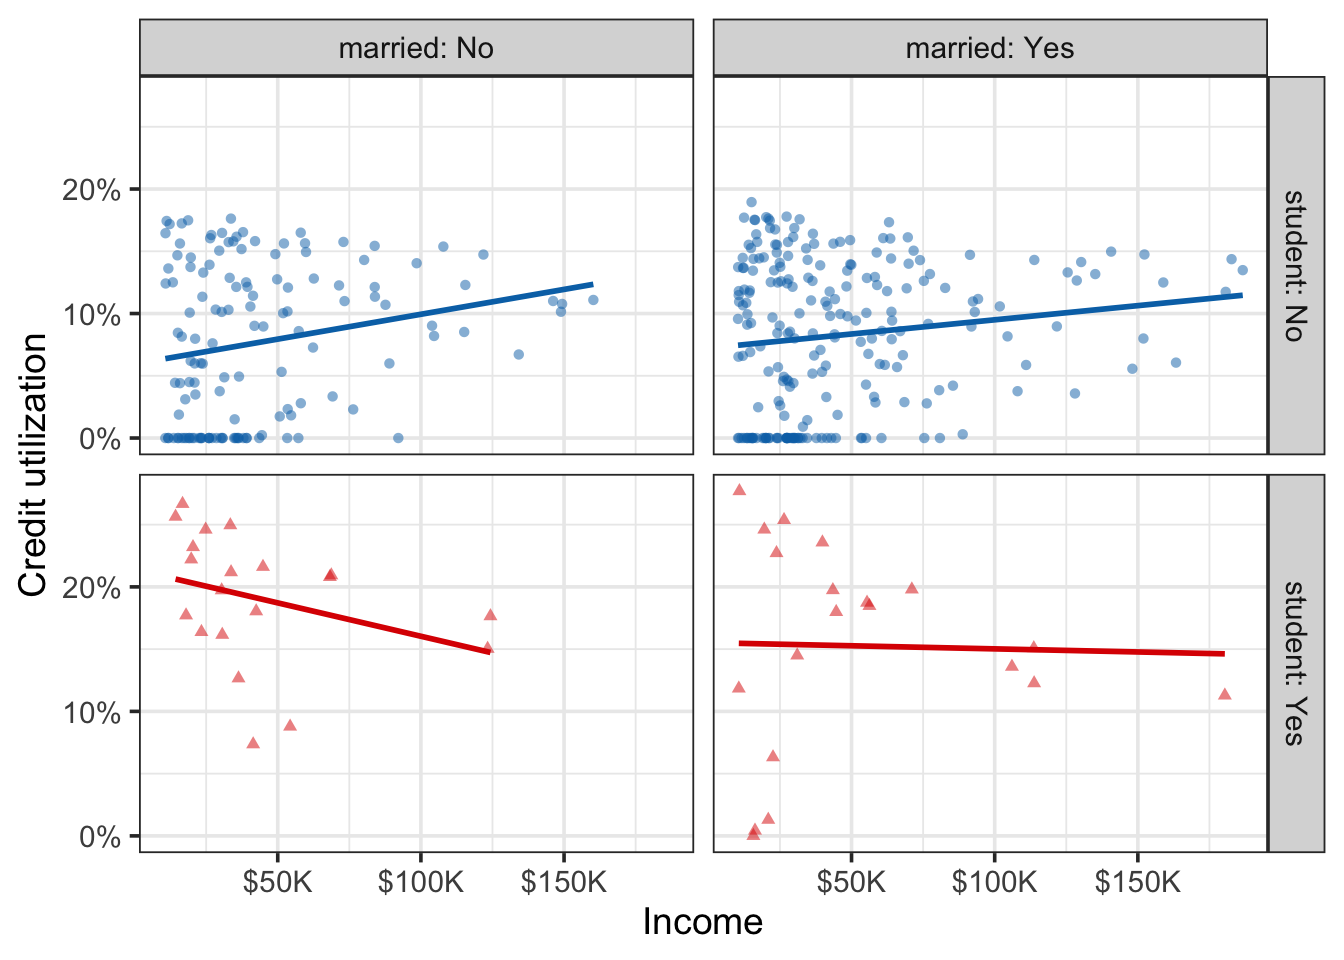 married: No
married: Yes
20%
10%
0%
student: No
20%
10%
0%
student: Yes
Credit utilization
$50K
$100K
$150K
$50K
$100K
$150K
Income